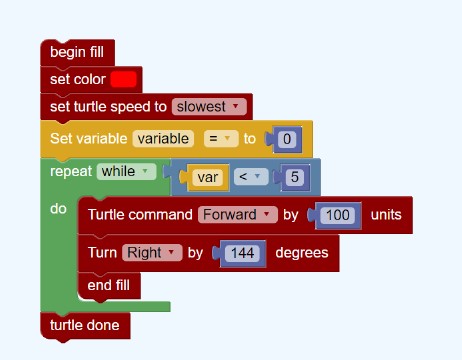 begin fill
set color
set turtle speed to slowest
Set variable variable = to 0
repeat while var < 5
do
Turtle command Forward by 100 units
Turn Right by 144 degrees
end fill
turtle done